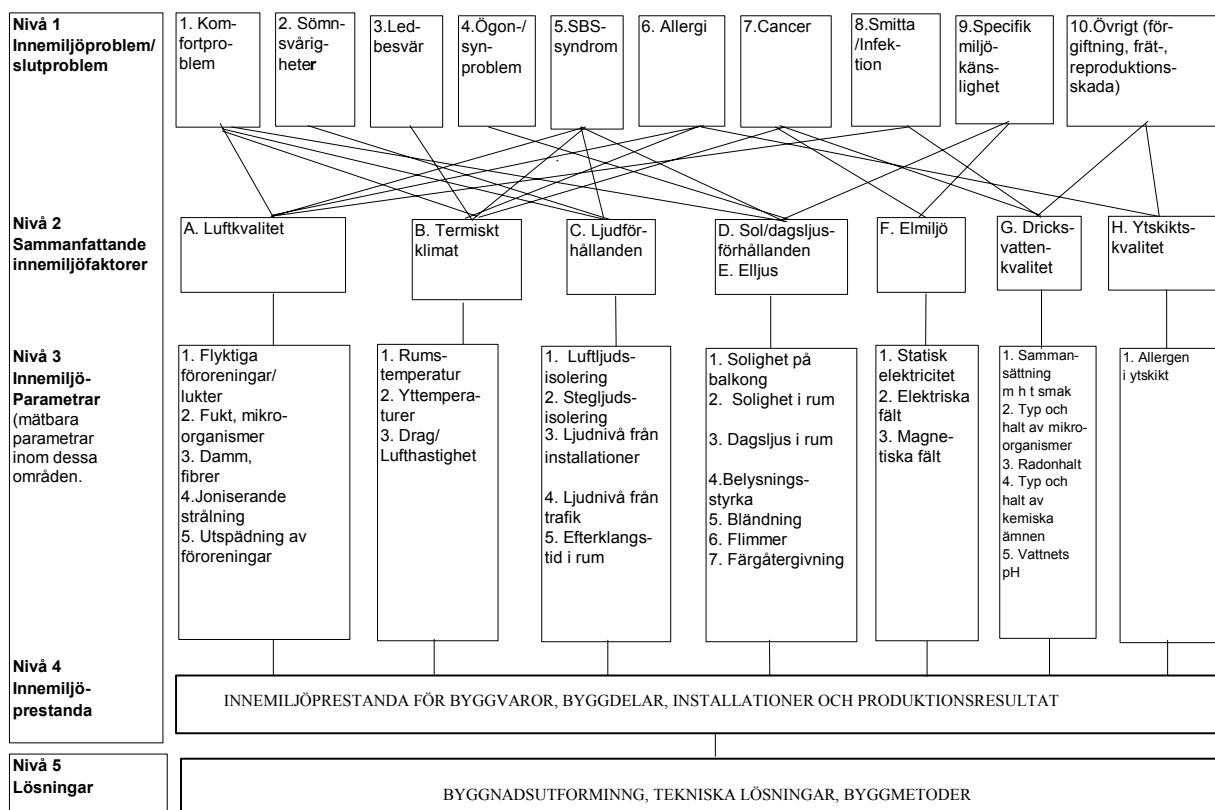 Nivå 1
Innemiljöproblem/
slutproblem
1. Kom-
fortpro-
blem
2. Sömn-
svårig-
heter
3.Led-
besvär
4.Ögon-/
syn-
problem
5.SBS-
syndrom
6. Allergi
7.Cancer
8.Smitta
/Infek-
tion
9.Specifik
miljö-
käns-
lighet
10.Övrigt (för-
giftning, frät-,
reproduktions-
skada)
Nivå 2
Sammanfattande
innemiljöfaktorer
A. Luftkvalitet
B. Termiskt
klimat
C. Ljudför-
hållanden
D. Sol/dagsljus-
förhållanden
E. Elljus
F. Elmiljö
G. Dricks-
vatten-
kvalitet
H. Ytskikts-
kvalitet
Nivå 3
Innemiljö-
Parametrar
(mätbara
parametrar
inom dessa
områden.
1. Flyktiga
föroreningar/
lukter
2. Fukt, mikro-
organismer
3. Damm,
fibrer
4.Joniserande
strålning
5. Utspädning av
föroreningar
1. Rums-
temperatur
2. Yttempera-
turer
3. Drag/
Lufthastighet
1. Luftljuds-
isolering
2. Stegljuds-
isolering
3. Ljudnivå från
installationer
4. Ljudnivå från
trafik
5. Efterklangs-
tid i rum
1. Solighet på
balkong
2. Solighet i rum
3. Dagsljus i rum
4.Belysnings-
styrka
5. Bländning
6. Flimmer
7. Färgåtergivning
1. Statisk
elektricitet
2. Elektriska
fält
3. Magne-
tiska fält
1. Samman-
sättning
m h t smak
2. Typ och
halt av mikro-
organismer
3. Radonhalt
4. Typ och
halt av
kemiska
ämnen
5. Vattnets
pH
1. Allergen
i ytskikt
Nivå 4
Innemiljö-
prestanda
INNEMILJÖPRESTANDA FÖR BYGGVAROR, BYGGDELAR, INSTALLATIONER OCH PRODUKTIONSRESULTAT
Nivå 5
Lösningar
BYGGNADSUTFORMINNG, TEKNISKA LÖSNINGAR, BYGGMETODER